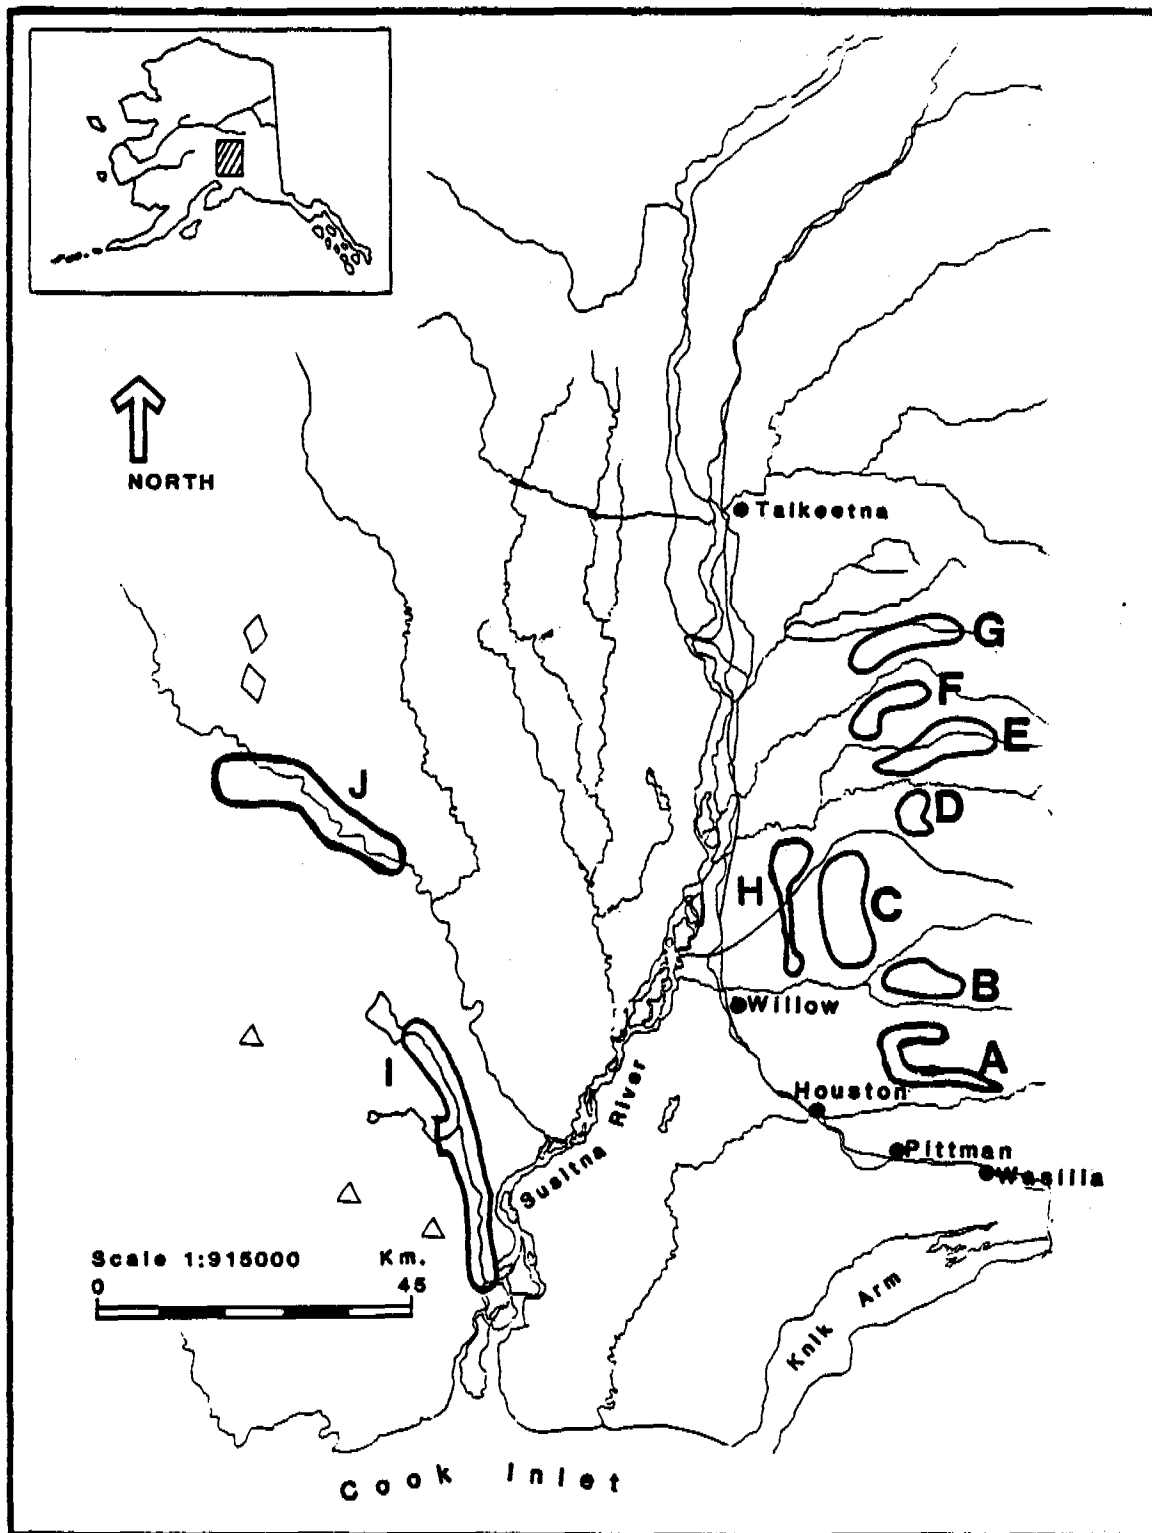 NORTH
Talkeetna
G
F
E
J
D
H
C
B
Willow
I
A
Houston
Susitna River
Pittman
Wasilla
Scale 1:915000 Km.
0 45
Knik Arm
Cook Inlet